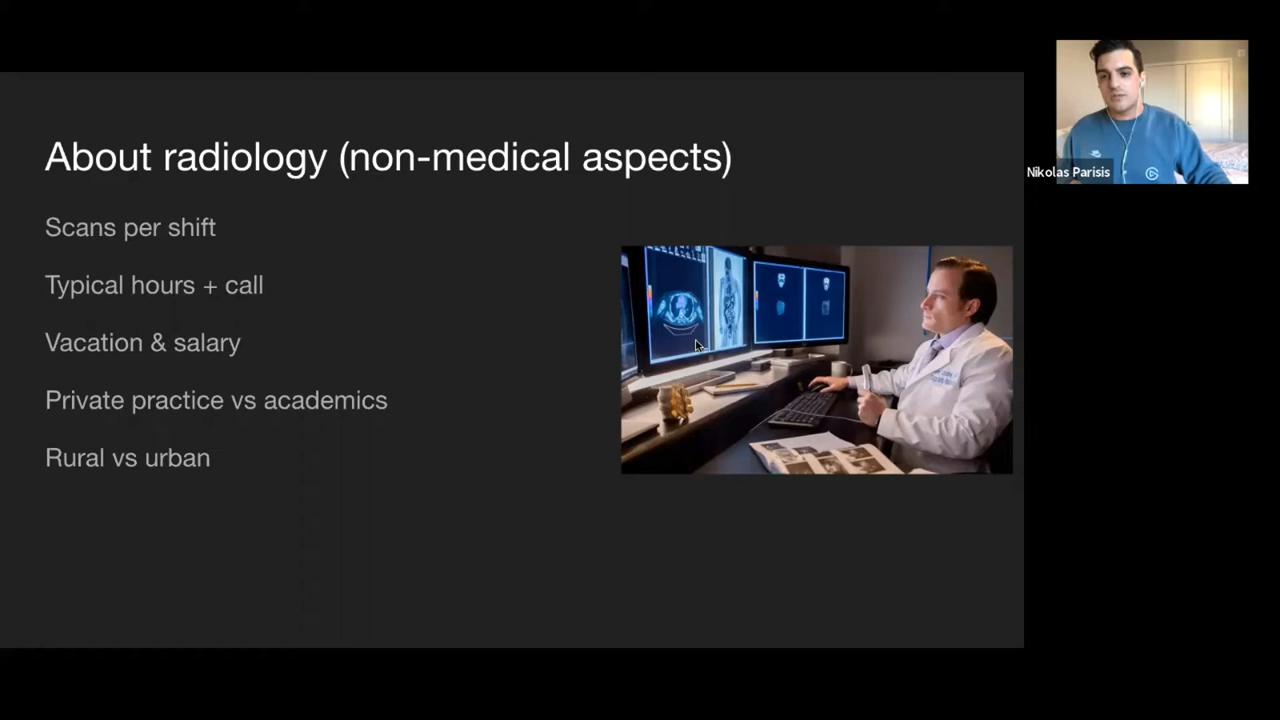 About radiology (non-medical aspects)
Scans per shift
Typical hours + call
Vacation & salary
Private practice vs academics
Rural vs urban
Nikolas Parisis